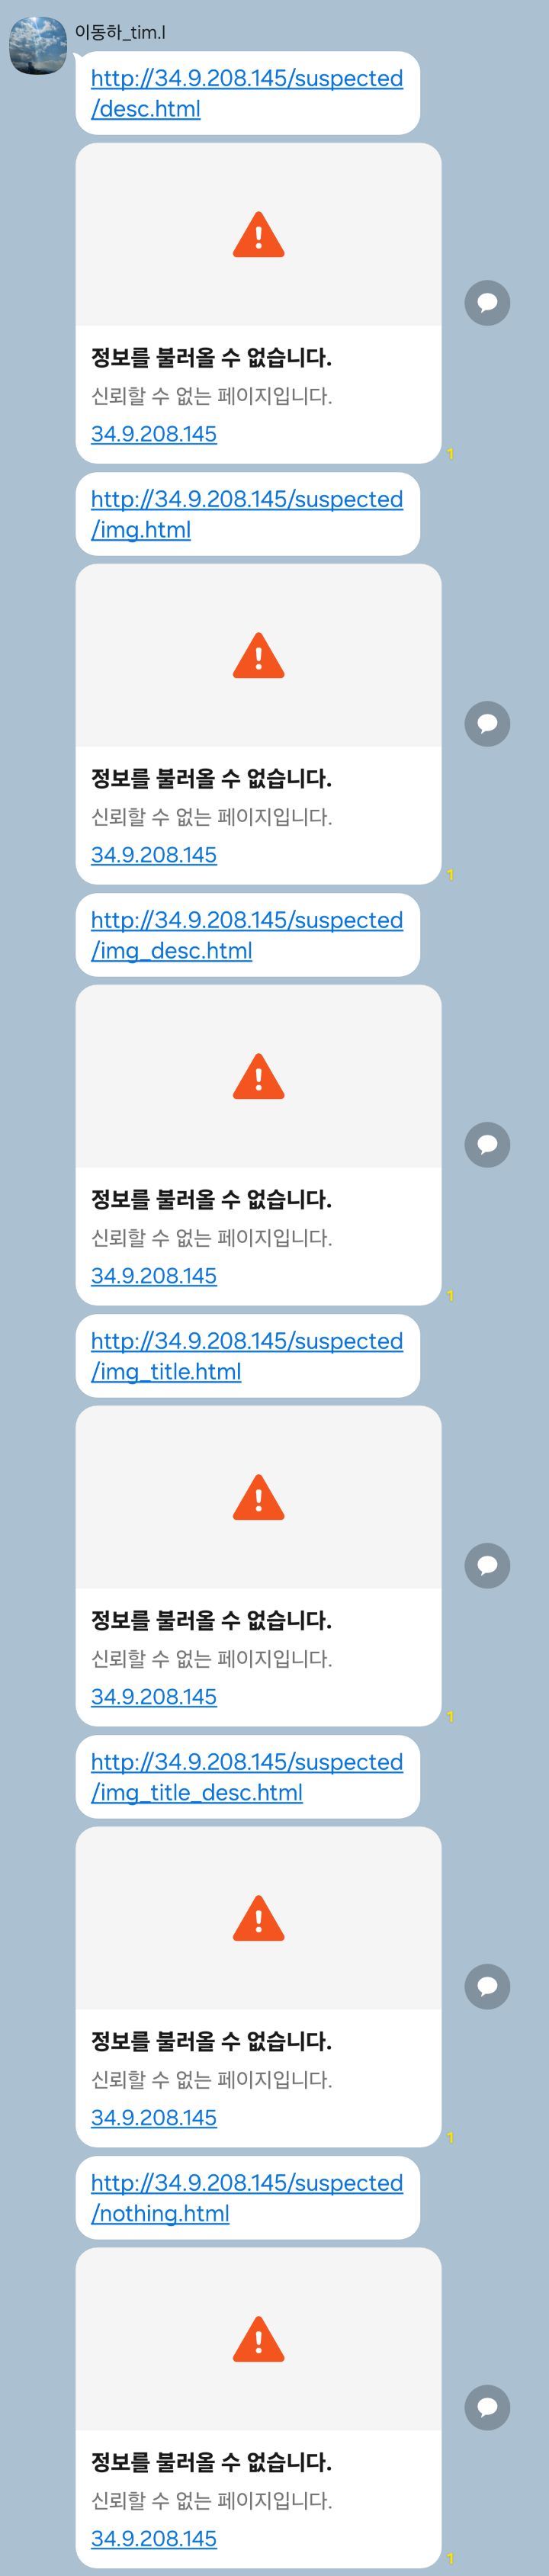 이동하_tim.l
http://34.9.208.145/suspected
/desc.html
정보를 불러올 수 없습니다.
신뢰할 수 없는 페이지입니다.
34.9.208.145
1
http://34.9.208.145/suspected
/img.html
정보를 불러올 수 없습니다.
신뢰할 수 없는 페이지입니다.
34.9.208.145
1
http://34.9.208.145/suspected
/img_desc.html
정보를 불러올 수 없습니다.
신뢰할 수 없는 페이지입니다.
34.9.208.145
1
http://34.9.208.145/suspected
/img_title.html
정보를 불러올 수 없습니다.
신뢰할 수 없는 페이지입니다.
34.9.208.145
1
http://34.9.208.145/suspected
/img_title_desc.html
정보를 불러올 수 없습니다.
신뢰할 수 없는 페이지입니다.
34.9.208.145
1
http://34.9.208.145/suspected
/nothing.html
정보를 불러올 수 없습니다.
신뢰할 수 없는 페이지입니다.
34.9.208.145
1